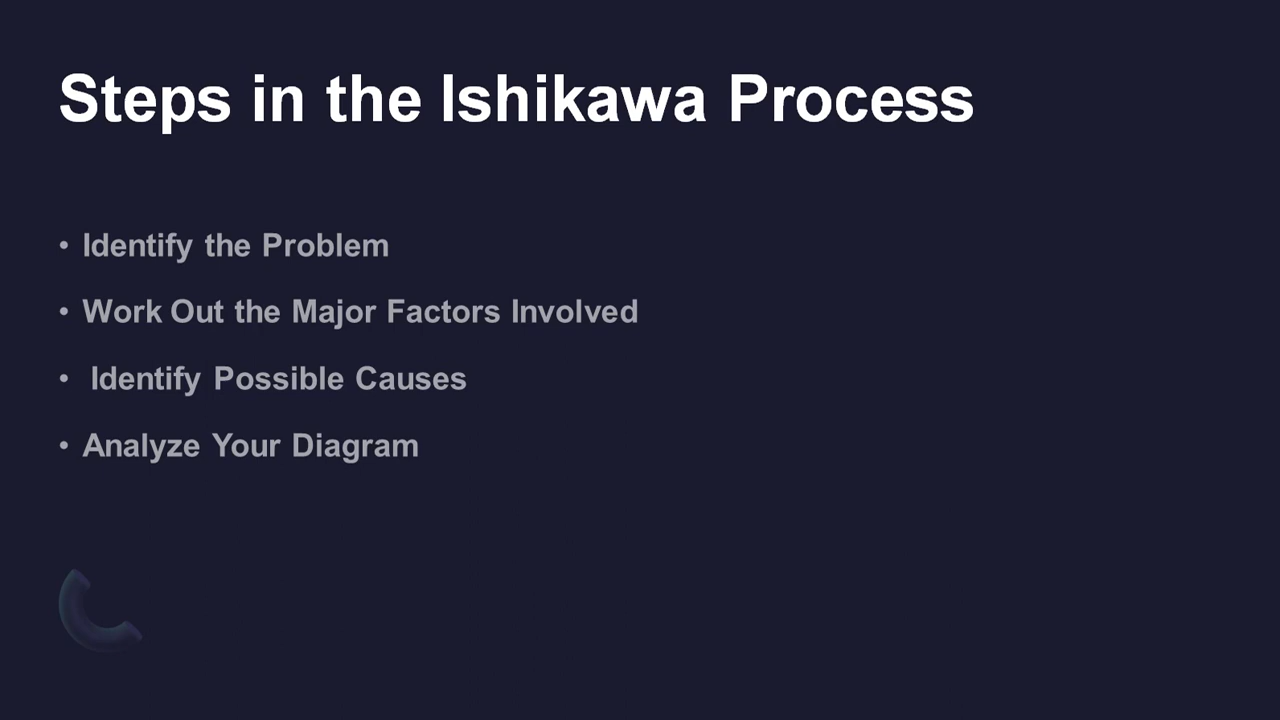 Steps in the Ishikawa Process
• Identify the Problem
• Work Out the Major Factors Involved
• Identify Possible Causes
• Analyze Your Diagram